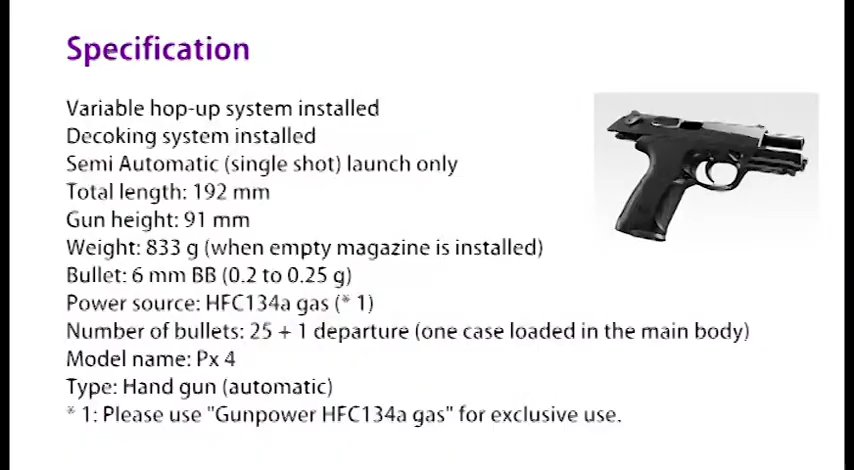 Specification
Variable hop-up system installed
Decoking system installed
Semi Automatic (single shot) launch only
Total length: 192 mm
Gun height: 91 mm
Weight: 833 g (when empty magazine is installed)
Bullet: 6 mm BB (0.2 to 0.25 g)
Power source: HFC134a gas (* 1)
Number of bullets: 25 + 1 departure (one case loaded in the main body)
Model name: Px 4
Type: Hand gun (automatic)
* 1: Please use "Gunpower HFC134a gas" for exclusive use.